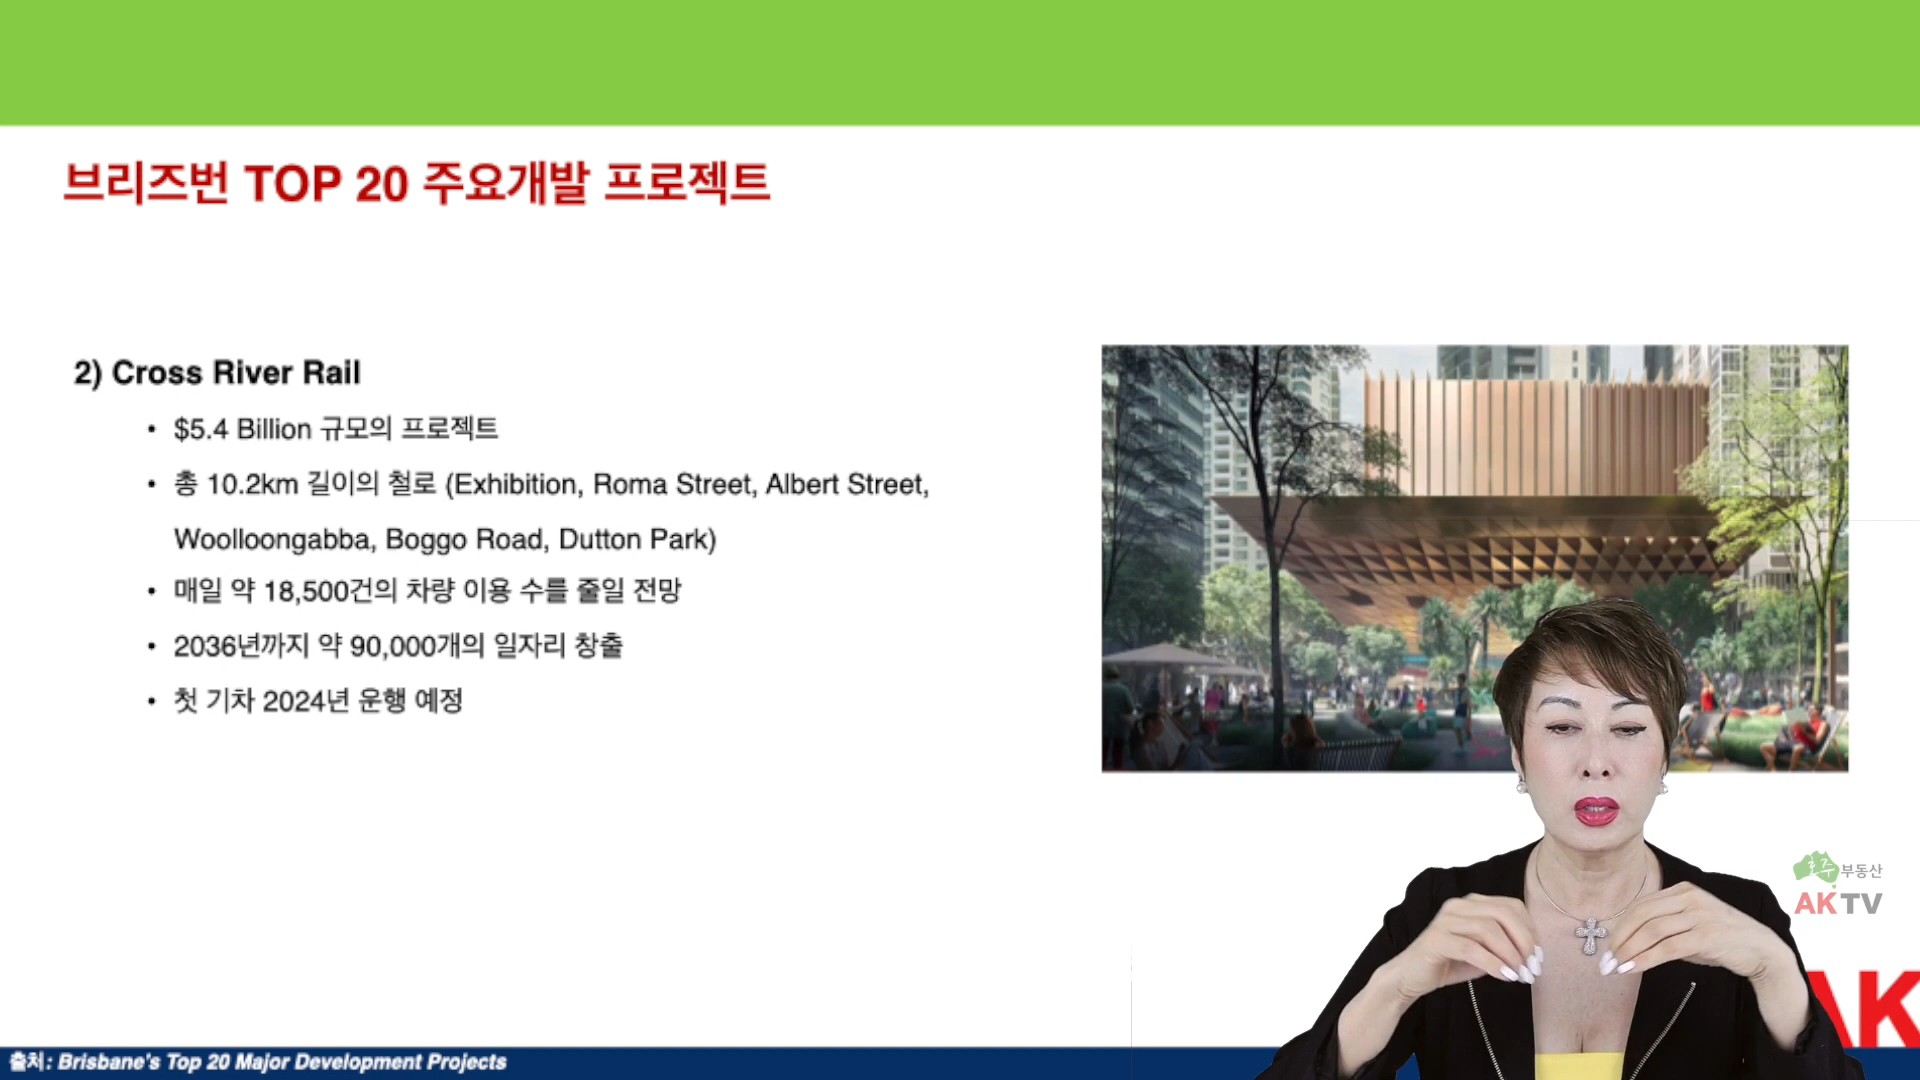 브리즈번 TOP 20 주요개발 프로젝트
2) Cross River Rail
• $5.4 Billion 규모의 프로젝트
• 총 10.2km 길이의 철로 (Exhibition, Roma Street, Albert Street,
Woolloongabba, Boggo Road, Dutton Park)
• 매일 약 18,500건의 차량 이용 수를 줄일 전망
• 2036년까지 약 90,000개의 일자리 창출
• 첫 기차 2024년 운행 예정
호주부동산
AKTV
AK
출처: Brisbane's Top 20 Major Development Projects